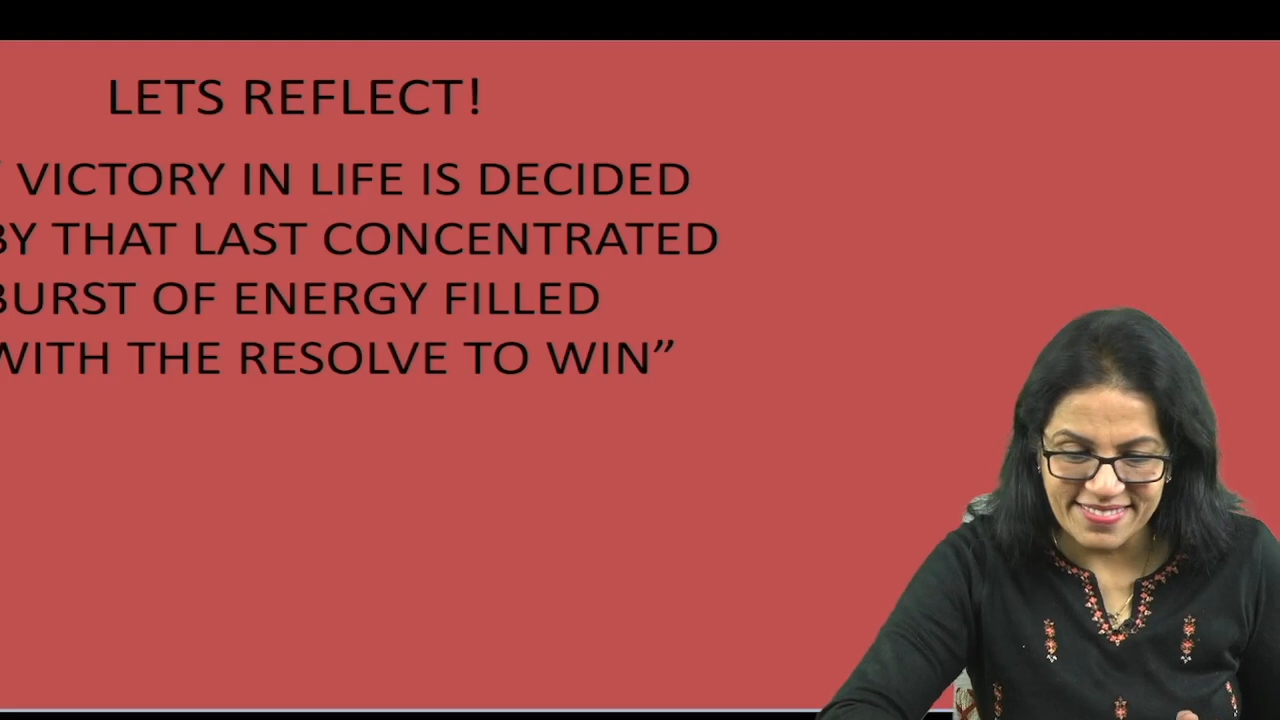 LETS REFLECT!
“ VICTORY IN LIFE IS DECIDED
BY THAT LAST CONCENTRATED
BURST OF ENERGY FILLED
WITH THE RESOLVE TO WIN”